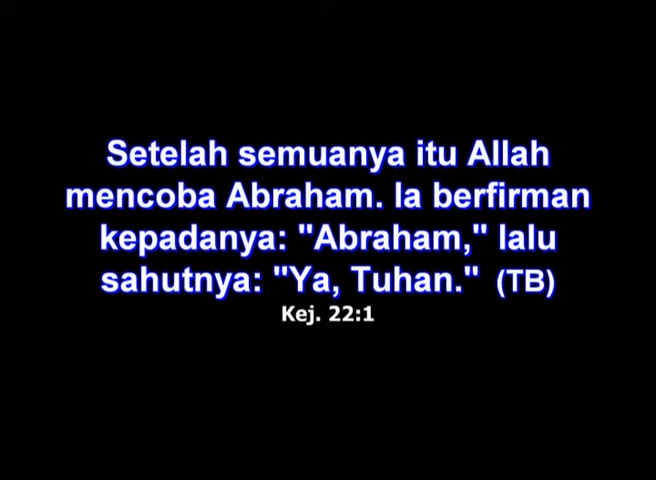 Setelah semuanya itu Allah
mencoba Abraham. Ia berfirman
kepadanya: "Abraham," lalu
sahutnya: "Ya, Tuhan." (TB)
Kej. 22:1